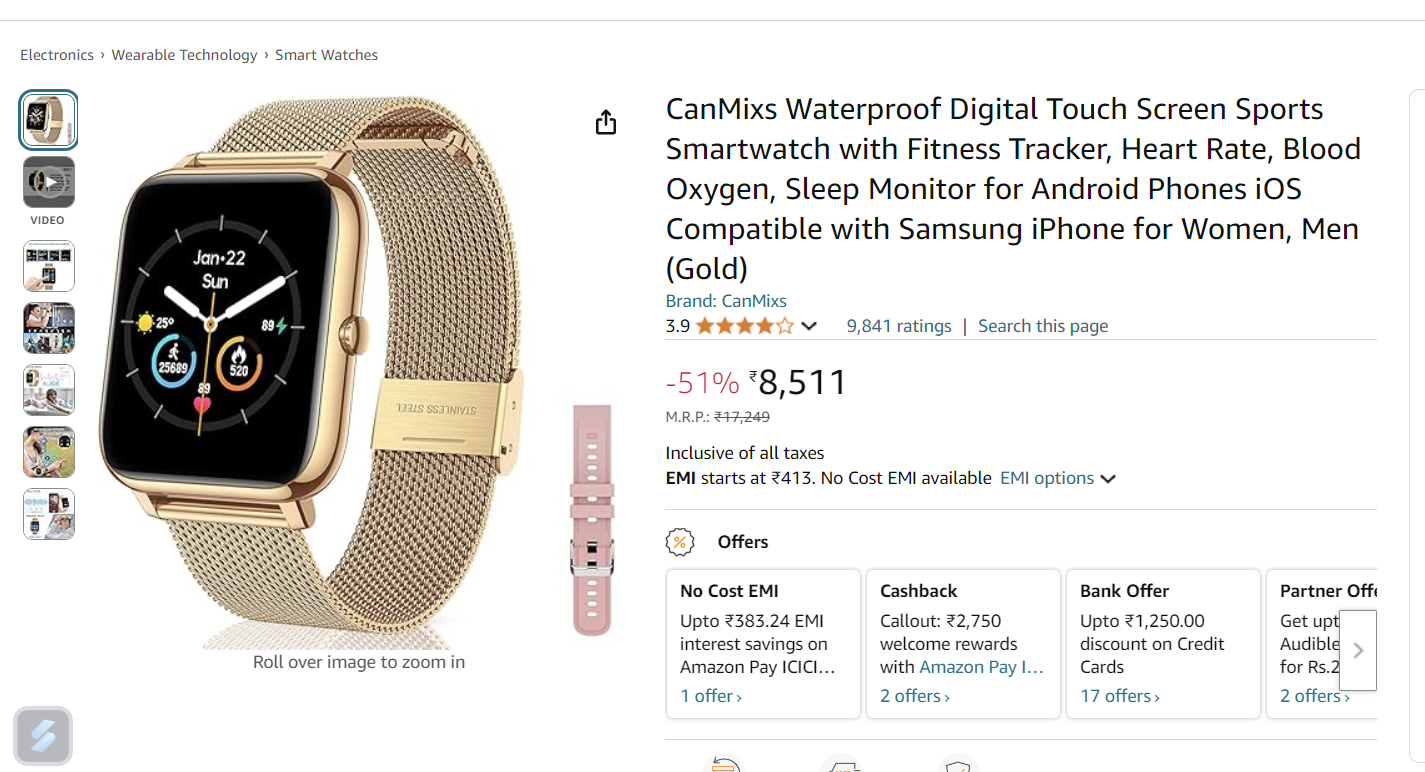 Electronics › Wearable Technology › Smart Watches
VIDEO
Jan•22
Sun
25°
89
25689
520
89
STAINLESS STEEL
Roll over image to zoom in
CanMixs Waterproof Digital Touch Screen Sports
Smartwatch with Fitness Tracker, Heart Rate, Blood
Oxygen, Sleep Monitor for Android Phones iOS
Compatible with Samsung iPhone for Women, Men
(Gold)
Brand: CanMixs
3.9
9,841 ratings | Search this page
-51% ₹8,511
M.R.P.: ₹17,249
Inclusive of all taxes
EMI starts at ₹413. No Cost EMI available EMI options
Offers
No Cost EMI
Upto ₹383.24 EMI
interest savings on
Amazon Pay ICICI…
1 offer ›
Cashback
Callout: ₹2,750
welcome rewards
with Amazon Pay I…
2 offers ›
Bank Offer
Upto ₹1,250.00
discount on Credit
Cards
17 offers ›
Partner Offe
Get upt
Audible
for Rs.2
2 offers ›